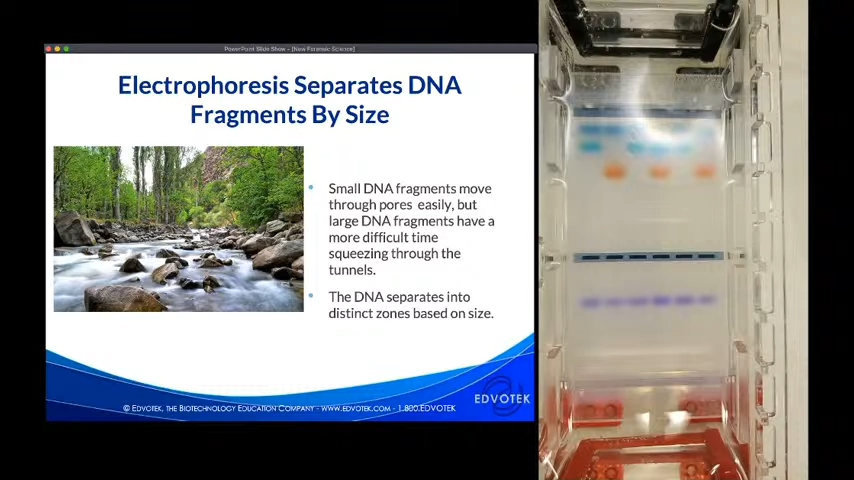 PowerPoint Slide Show - [New Forensic Science]
Electrophoresis Separates DNA
Fragments By Size
• Small DNA fragments move
through pores easily, but
large DNA fragments have a
more difficult time
squeezing through the
tunnels.
• The DNA separates into
distinct zones based on size.
© Edvotek, The Biotechnology Education Company - www.edvotek.com - 1.800.EDVOTEK
EDVOTEK